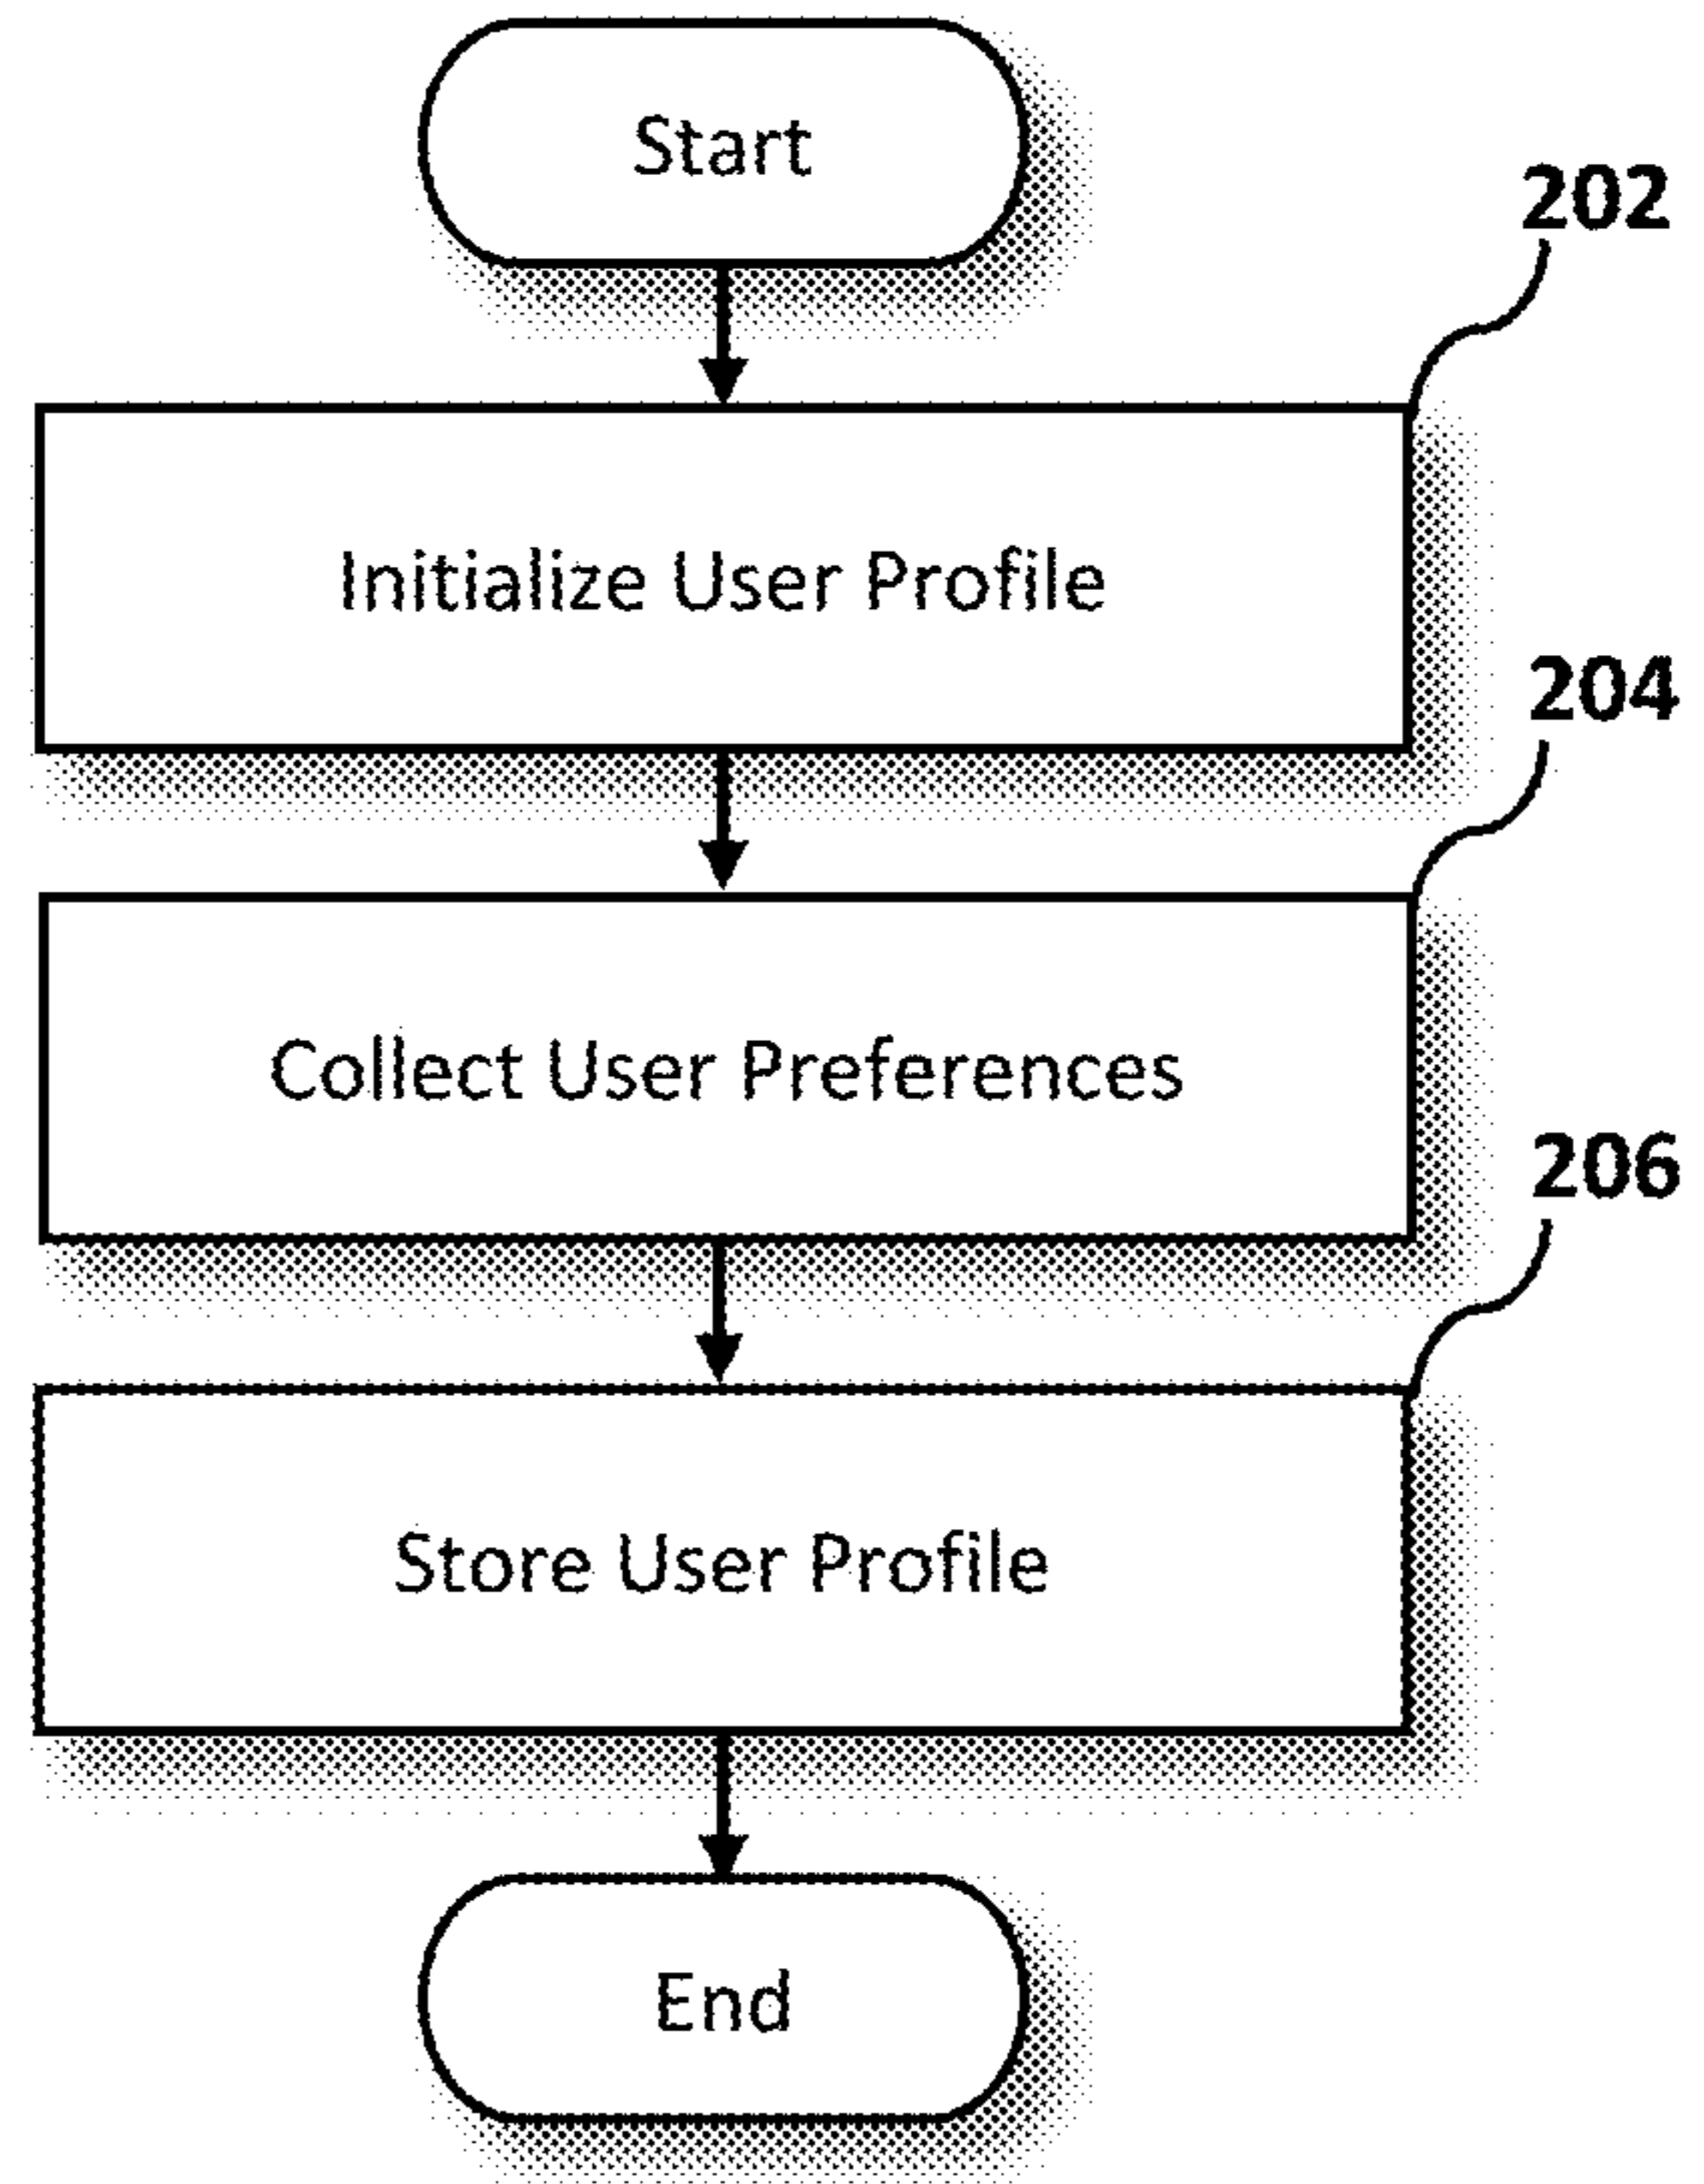 Start
202
Initialize User Profile
204
Collect User Preferences
206
Store User Profile
End